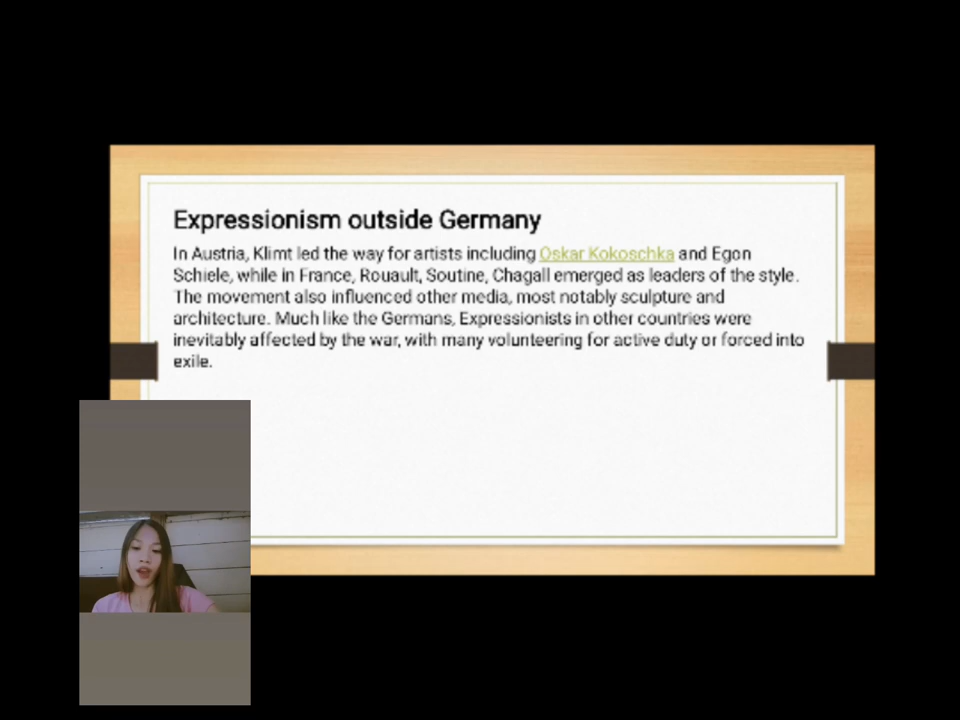 Expressionism outside Germany
In Austria, Klimt led the way for artists including Oskar Kokoschka and Egon
Schiele, while in France, Rouault, Soutine, Chagall emerged as leaders of the style.
The movement also influenced other media, most notably sculpture and
architecture. Much like the Germans, Expressionists in other countries were
inevitably affected by the war, with many volunteering for active duty or forced into
exile.